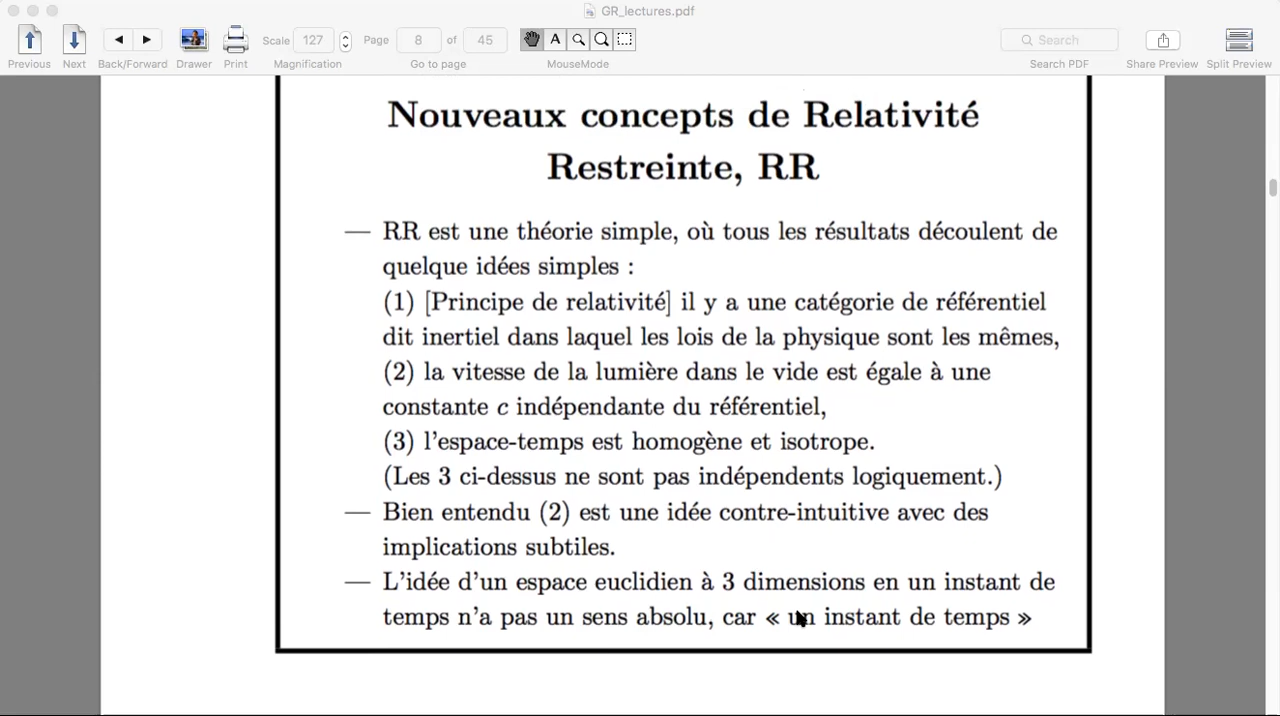 GR_lectures.pdf
Scale 127 Page 8 of 45 Search
Previous Next Back/Forward Drawer Print Magnification Go to page MouseMode Search PDF Share Preview Split Preview
Nouveaux concepts de Relativité
Restreinte, RR
— RR est une théorie simple, où tous les résultats découlent de
quelque idées simples :
(1) [Principe de relativité] il y a une catégorie de référentiel
dit inertiel dans laquel les lois de la physique sont les mêmes,
(2) la vitesse de la lumière dans le vide est égale à une
constante c indépendante du référentiel,
(3) l'espace-temps est homogène et isotrope.
(Les 3 ci-dessus ne sont pas indépendents logiquement.)
— Bien entendu (2) est une idée contre-intuitive avec des
implications subtiles.
— L'idée d'un espace euclidien à 3 dimensions en un instant de
temps n'a pas un sens absolu, car « un instant de temps »